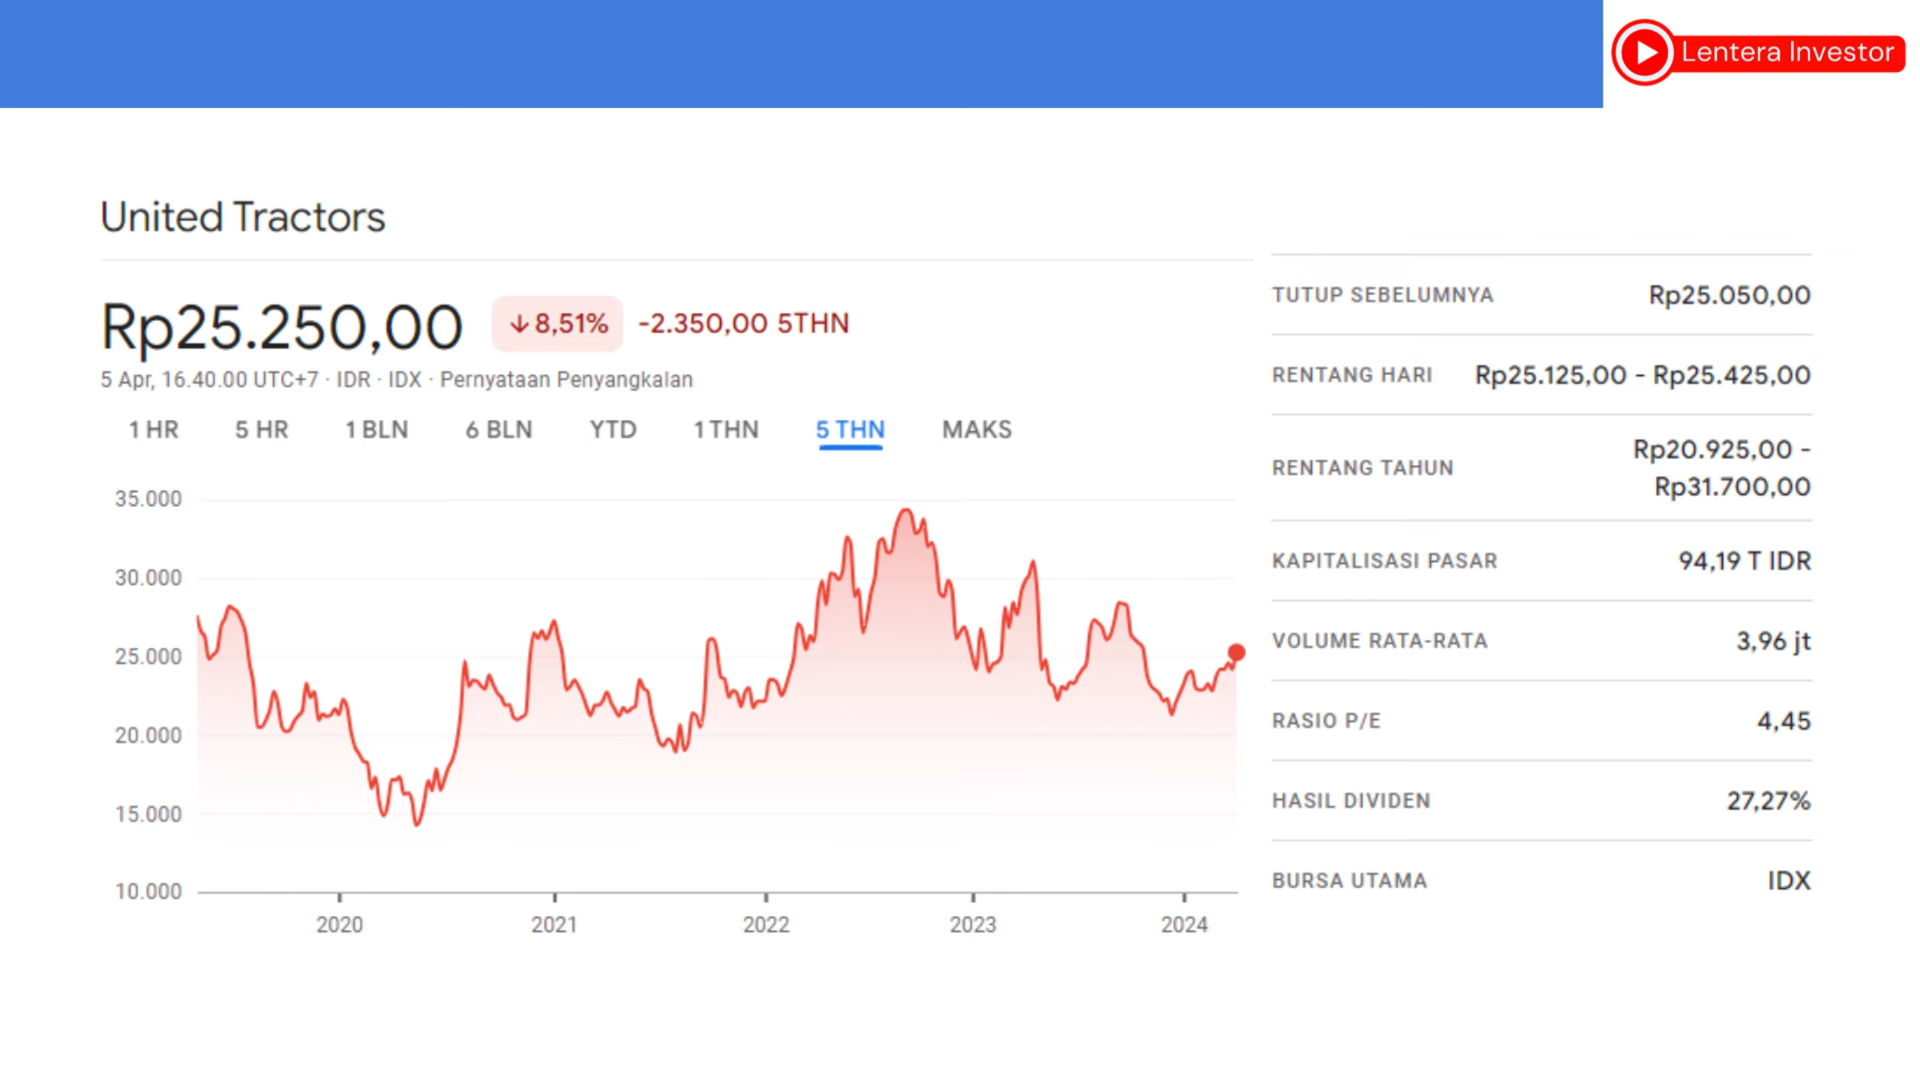 Lentera Investor
United Tractors
Rp25.250,00 ↓ 8,51% -2.350,00 5THN
5 Apr, 16.40.00 UTC+7 · IDR · IDX · Pernyataan Penyangkalan
1 HR 5 HR 1 BLN 6 BLN YTD 1 THN 5 THN MAKS
35.000
30.000
25.000
20.000
15.000
10.000
2020 2021 2022 2023 2024
TUTUP SEBELUMNYA Rp25.050,00
RENTANG HARI Rp25.125,00 - Rp25.425,00
RENTANG TAHUN Rp20.925,00 -
Rp31.700,00
KAPITALISASI PASAR 94,19 T IDR
VOLUME RATA-RATA 3,96 jt
RASIO P/E 4,45
HASIL DIVIDEN 27,27%
BURSA UTAMA IDX